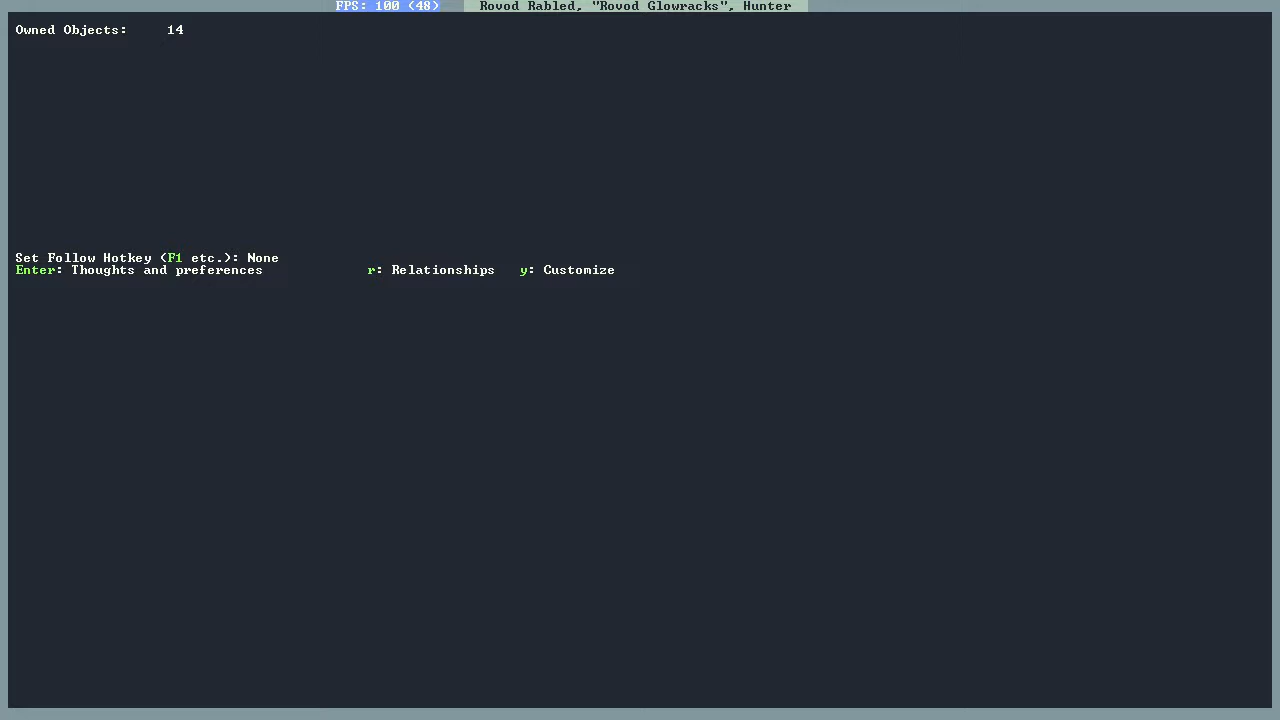 FPS: 100 (48) Rovod Rabled, "Rovod Glowracks", Hunter
Owned Objects: 14
Set Follow Hotkey (F1 etc.): None
Enter: Thoughts and preferences r: Relationships y: Customize